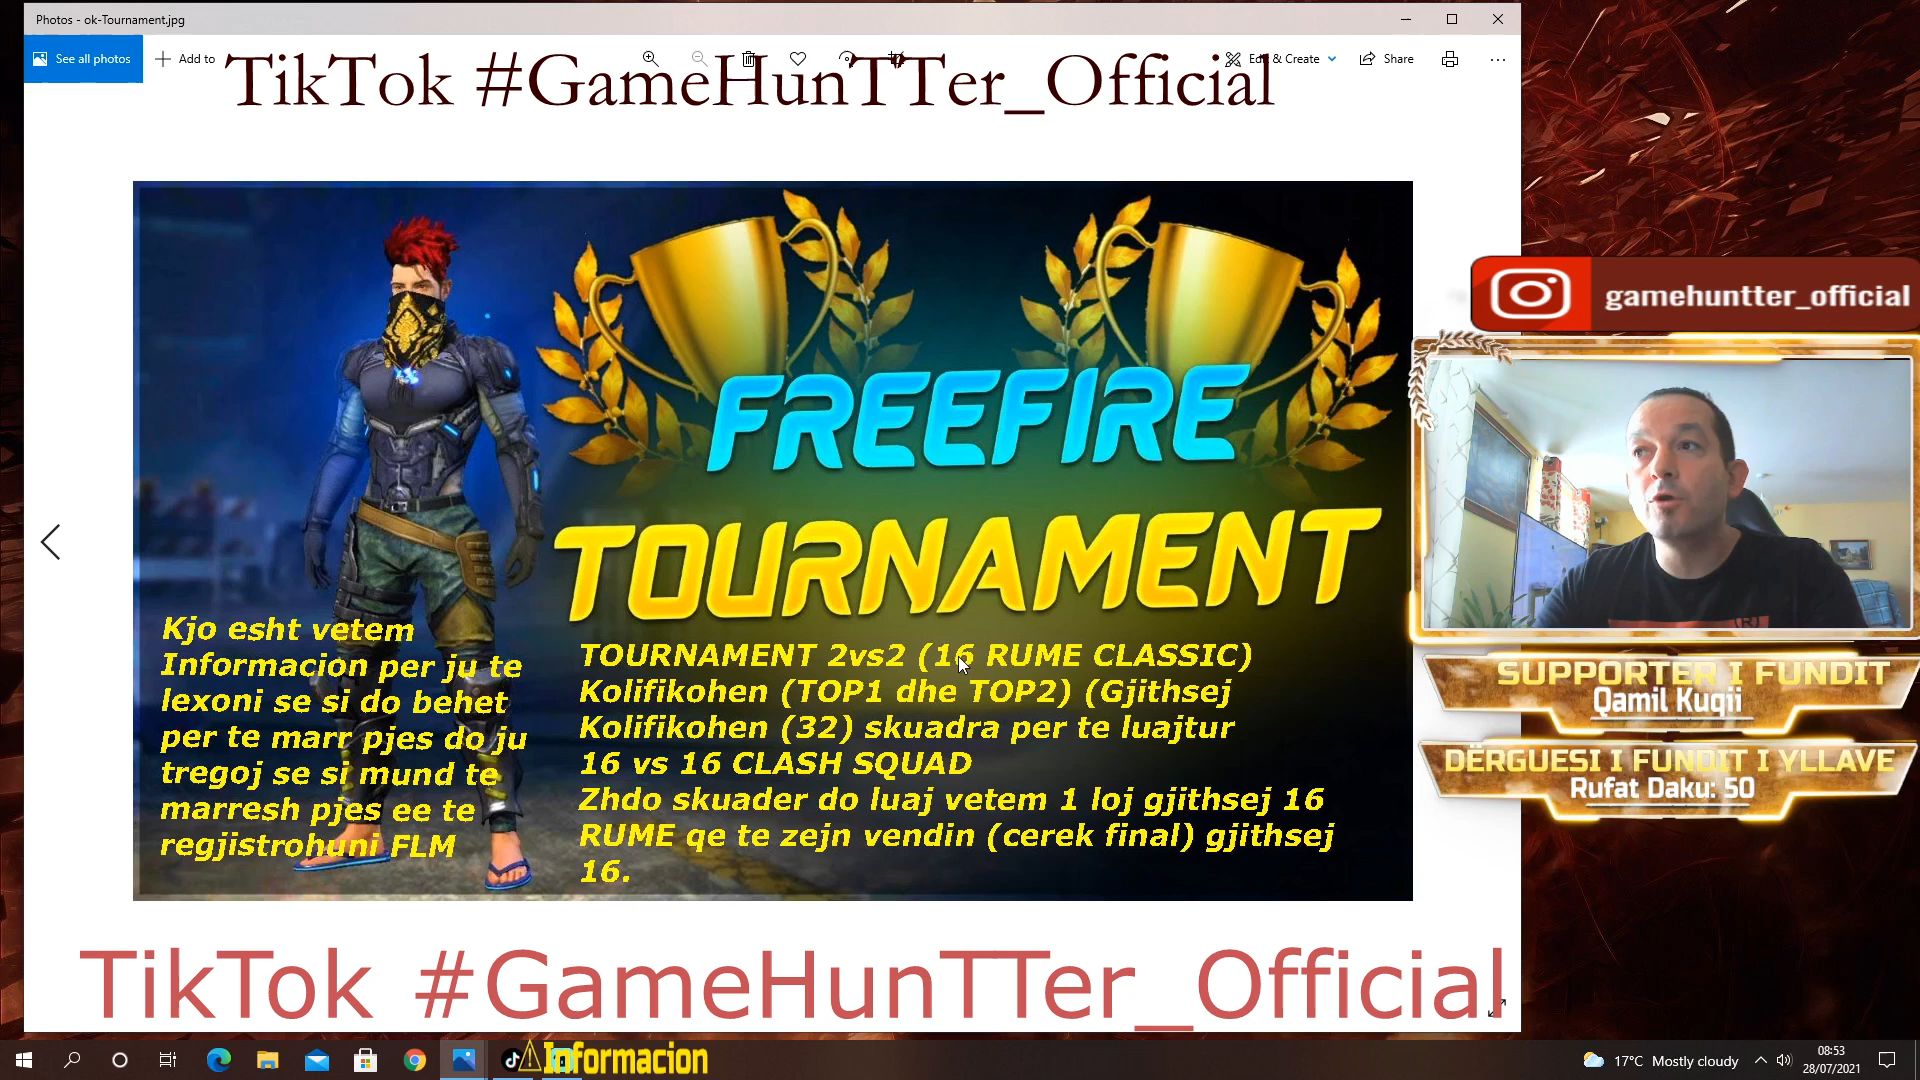 Photos - ok-Tournament.jpg
See all photos
Add to
Edit & Create
Share
TikTok #GameHunTTer_Official
FREEFIRE
TOURNAMENT
Kjo esht vetem
Informacion per ju te
lexoni se si do behet
per te marr pjes do ju
tregoj se si mund te
marresh pjes ee te
regjistrohuni FLM
TOURNAMENT 2vs2 (16 RUME CLASSIC)
Kolifikohen (TOP1 dhe TOP2) (Gjithsej
Kolifikohen (32) skuadra per te luajtur
16 vs 16 CLASH SQUAD
Zhdo skuader do luaj vetem 1 loj gjithsej 16
RUME qe te zejn vendin (cerek final) gjithsej
16.
TikTok #GameHunTTer_Official
gamehuntter_official
(R)
SUPPORTER I FUNDIT
Qamil Kuqii
DËRGUESI I FUNDIT I YLLAVE
Rufat Daku: 50
Informacion
17°C Mostly cloudy
08:53
28/07/2021